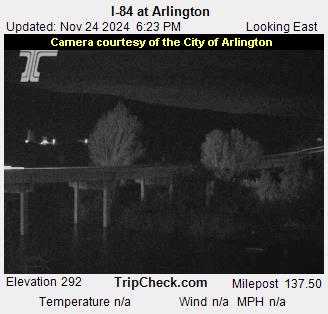 I-84 at Arlington
Updated: Nov 24 2024 6:23 PM Looking East
Camera courtesy of the City of Arlington
Elevation 292 TripCheck.com Milepost 137.50
Temperature n/a Wind n/a MPH n/a